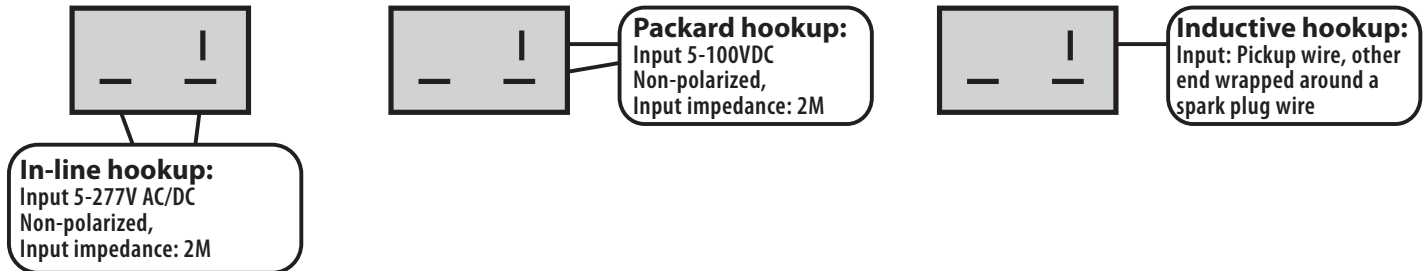 Packard hookup:
Input 5-100VDC
Non-polarized,
Input impedance: 2M
Inductive hookup:
Input: Pickup wire, other
end wrapped around a
spark plug wire
In-line hookup:
Input 5-277V AC/DC
Non-polarized,
Input impedance: 2M